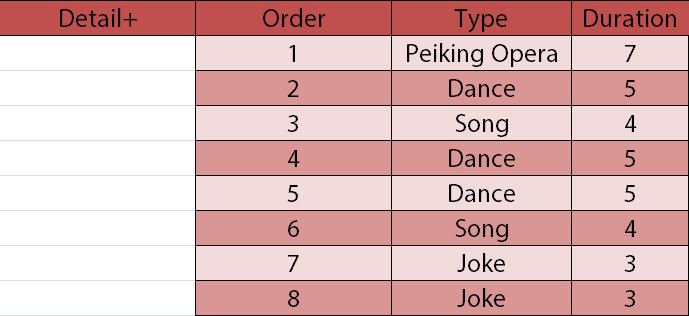 Detail+ Order Type Duration
1 Peiking Opera 7
2 Dance 5
3 Song 4
4 Dance 5
5 Dance 5
6 Song 4
7 Joke 3
8 Joke 3